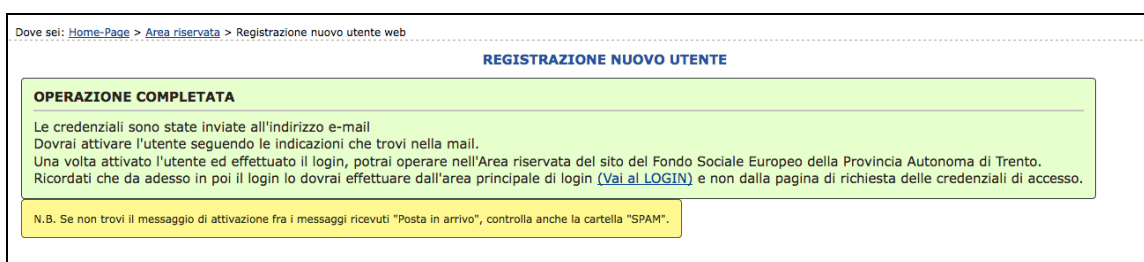 Dove sei: Home-Page > Area riservata > Registrazione nuovo utente web
REGISTRAZIONE NUOVO UTENTE
OPERAZIONE COMPLETATA
Le credenziali sono state inviate all'indirizzo e-mail
Dovrai attivare l'utente seguendo le indicazioni che trovi nella mail.
Una volta attivato l'utente ed effettuato il login, potrai operare nell'Area riservata del sito del Fondo Sociale Europeo della Provincia Autonoma di Trento.
Ricordati che da adesso in poi il login lo dovrai effettuare dall'area principale di login (Vai al LOGIN) e non dalla pagina di richiesta delle credenziali di accesso.
N.B. Se non trovi il messaggio di attivazione fra i messaggi ricevuti "Posta in arrivo", controlla anche la cartella "SPAM".